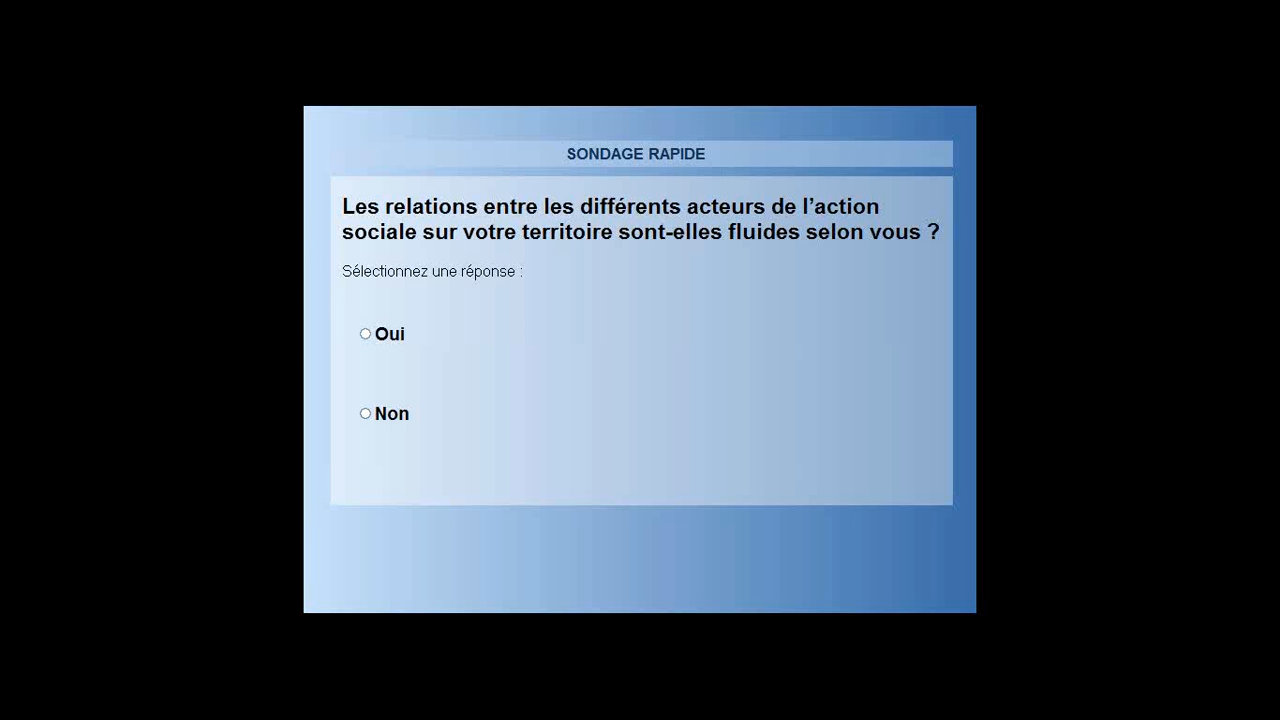 SONDAGE RAPIDE
Les relations entre les différents acteurs de l’action
sociale sur votre territoire sont-elles fluides selon vous ?
Sélectionnez une réponse :
Oui
Non